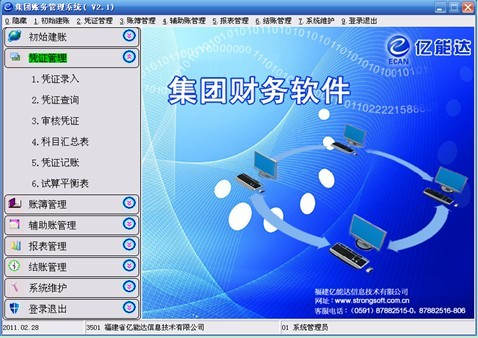 集团账务管理系统( V2.1)
0.隐藏 1.初始建账 2.凭证管理 3.账簿管理 4.辅助账管理 5.报表管理 6.结账管理 7.系统维护 9.登录退出
初始建账
凭证管理
1.凭证录入
2.凭证查询
3.审核凭证
4.科目汇总表
5.凭证记账
6.试算平衡表
账簿管理
辅助账管理
报表管理
结账管理
系统维护
登录退出
e 亿能达
ECAN
集团财务软件
福建亿能达信息技术有限公司
网址:www.strongsoft.com.cn
客服电话:(0591) 87882515-0、87882516-806
2011.02.28
3501 福建省亿能达信息技术有限公司
01 系统管理员